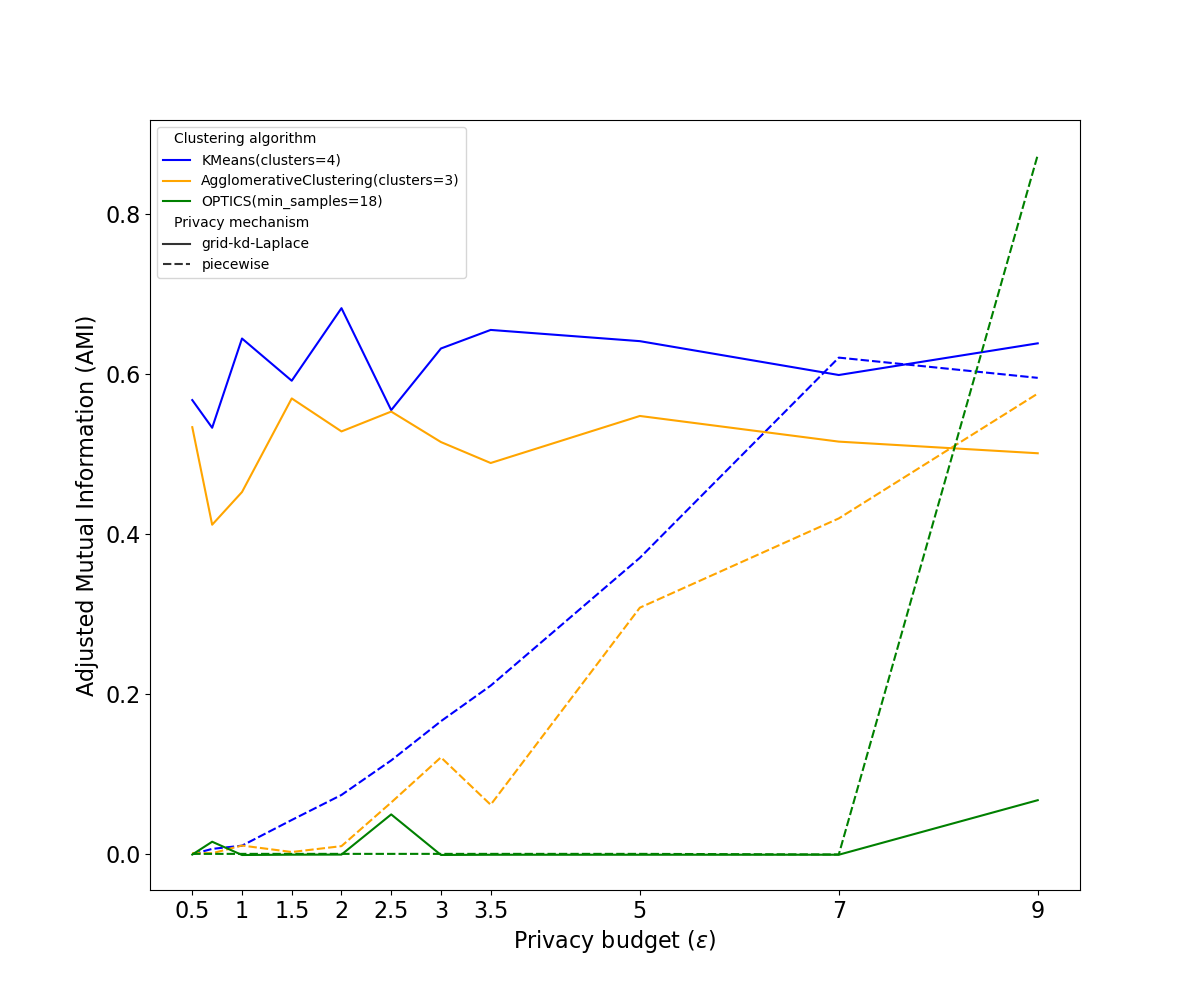 Clustering algorithm
KMeans(clusters=4)
AgglomerativeClustering(clusters=3)
OPTICS(min_samples=18)
Privacy mechanism
grid-kd-Laplace
piecewise
Adjusted Mutual Information (AMI)
0.8
0.6
0.4
0.2
0.0
0.5 1 1.5 2 2.5 3 3.5 5 7 9
Privacy budget (ε)